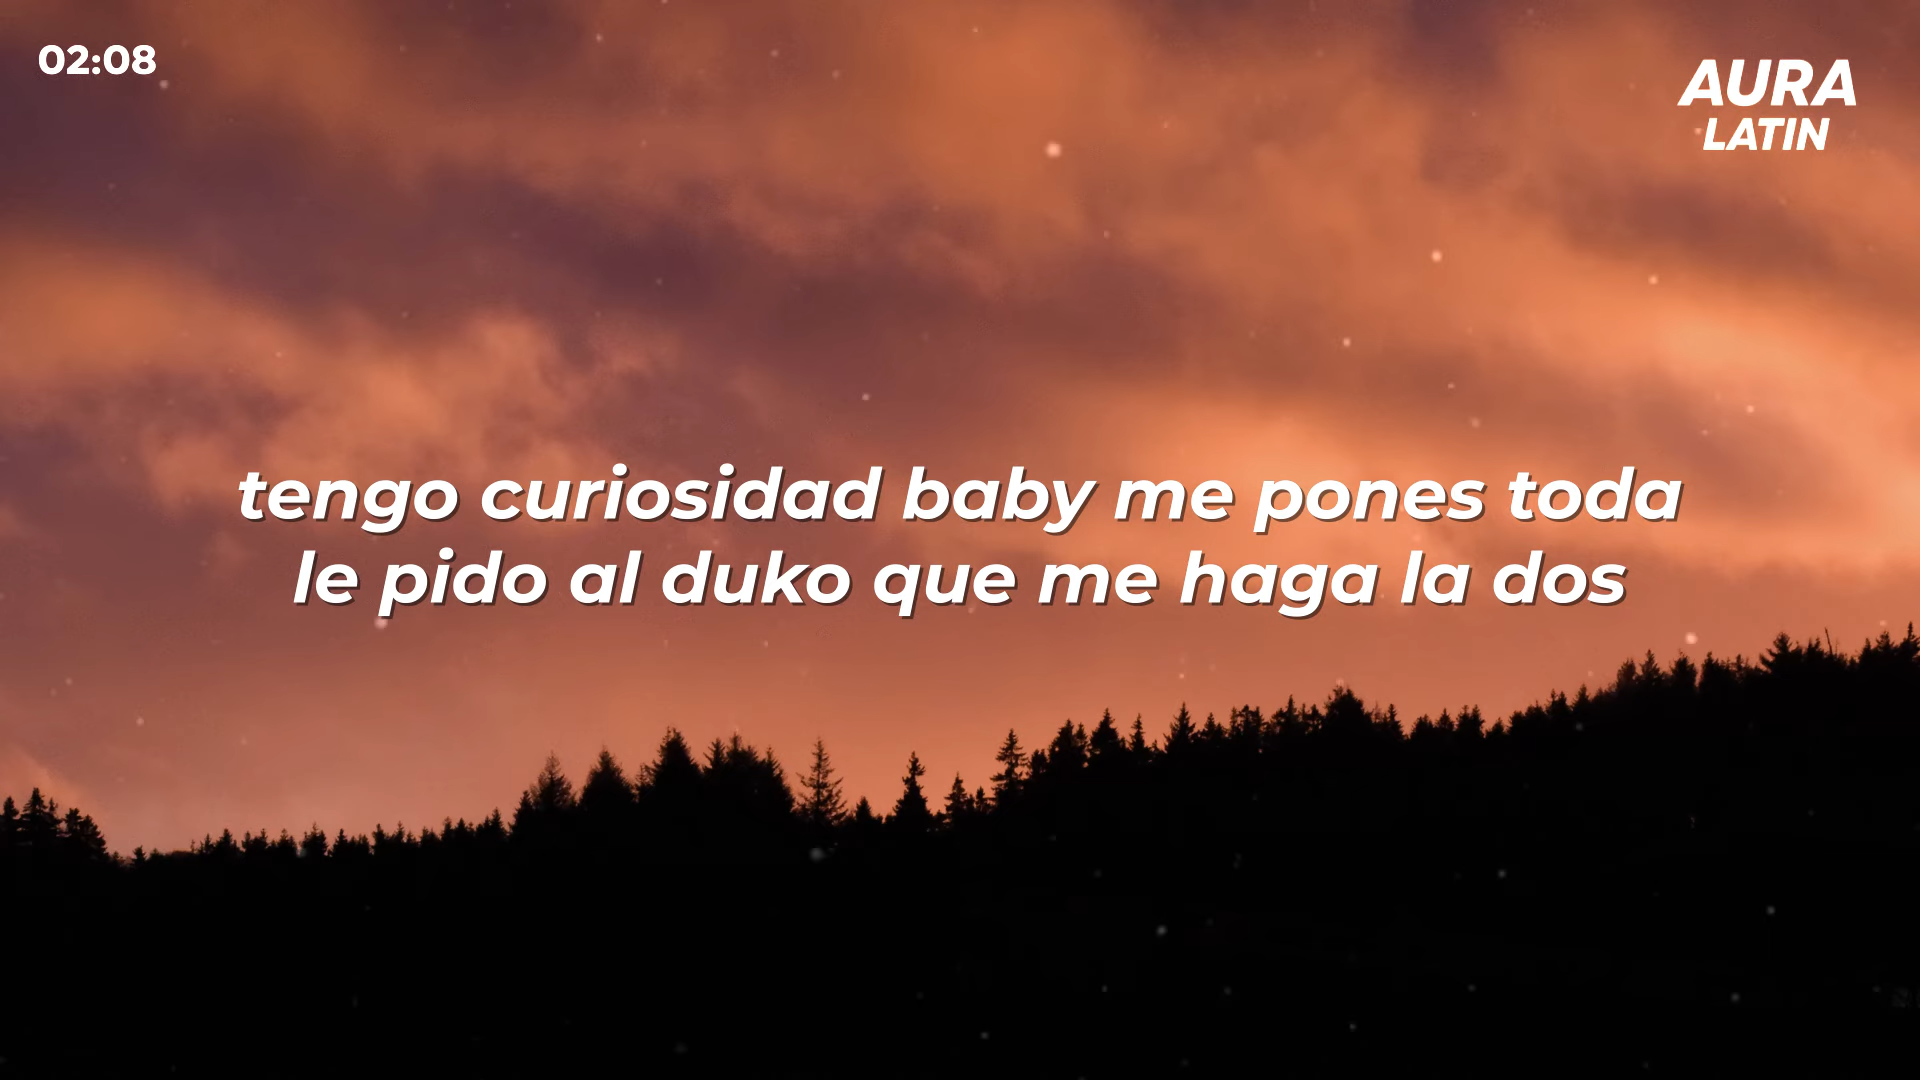 02:08
AURA
LATIN
tengo curiosidad baby me pones toda
le pido al duko que me haga la dos